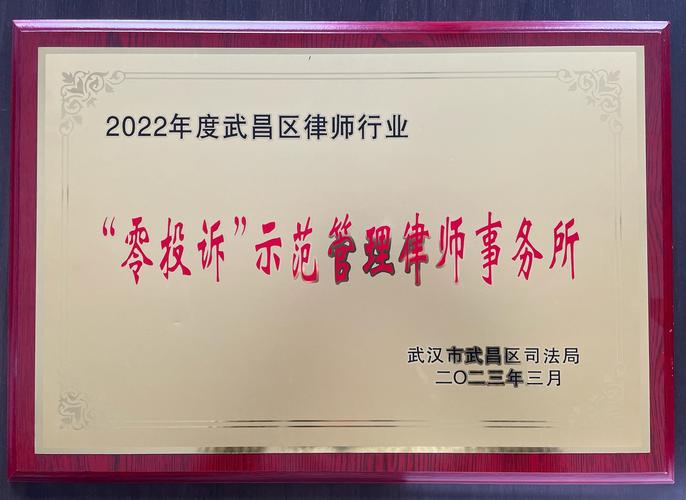 2022年度武昌区律师行业
“零投诉”示范管理律师事务所
武汉市武昌区司法局
二〇二三年三月